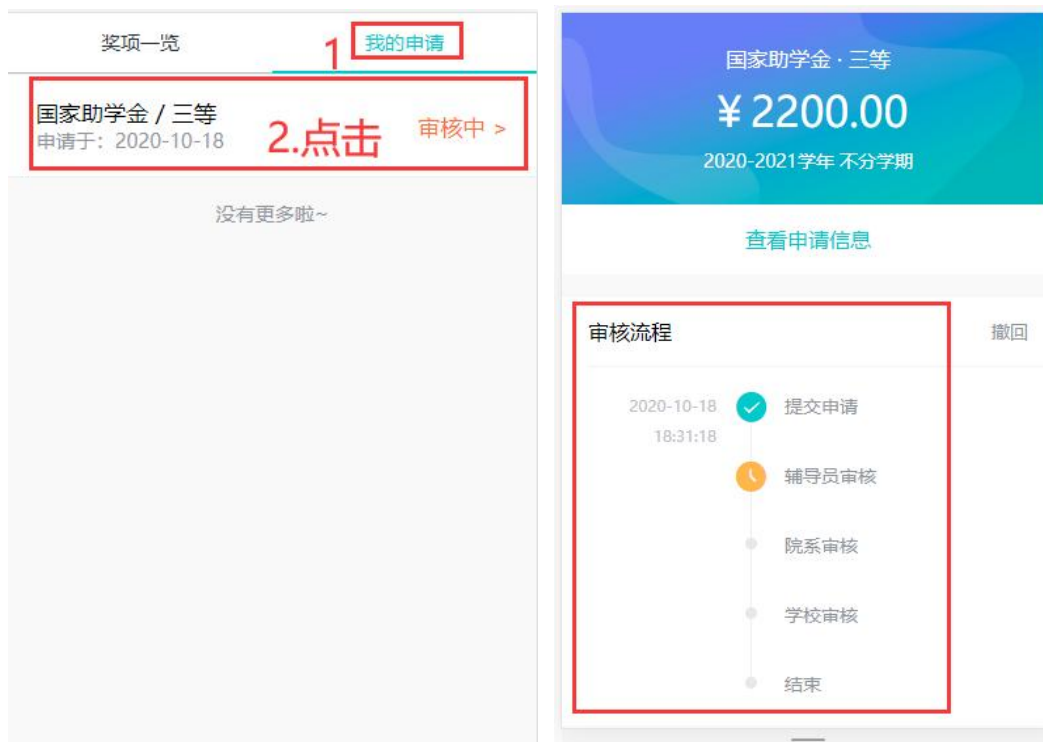 奖项一览
1
我的申请
国家助学金 / 三等
申请于：2020-10-18
2.点击
审核中 >
没有更多啦~
国家助学金 · 三等
￥2200.00
2020-2021学年 不分学期
查看申请信息
审核流程
撤回
2020-10-18
18:31:18
提交申请
辅导员审核
院系审核
学校审核
结束